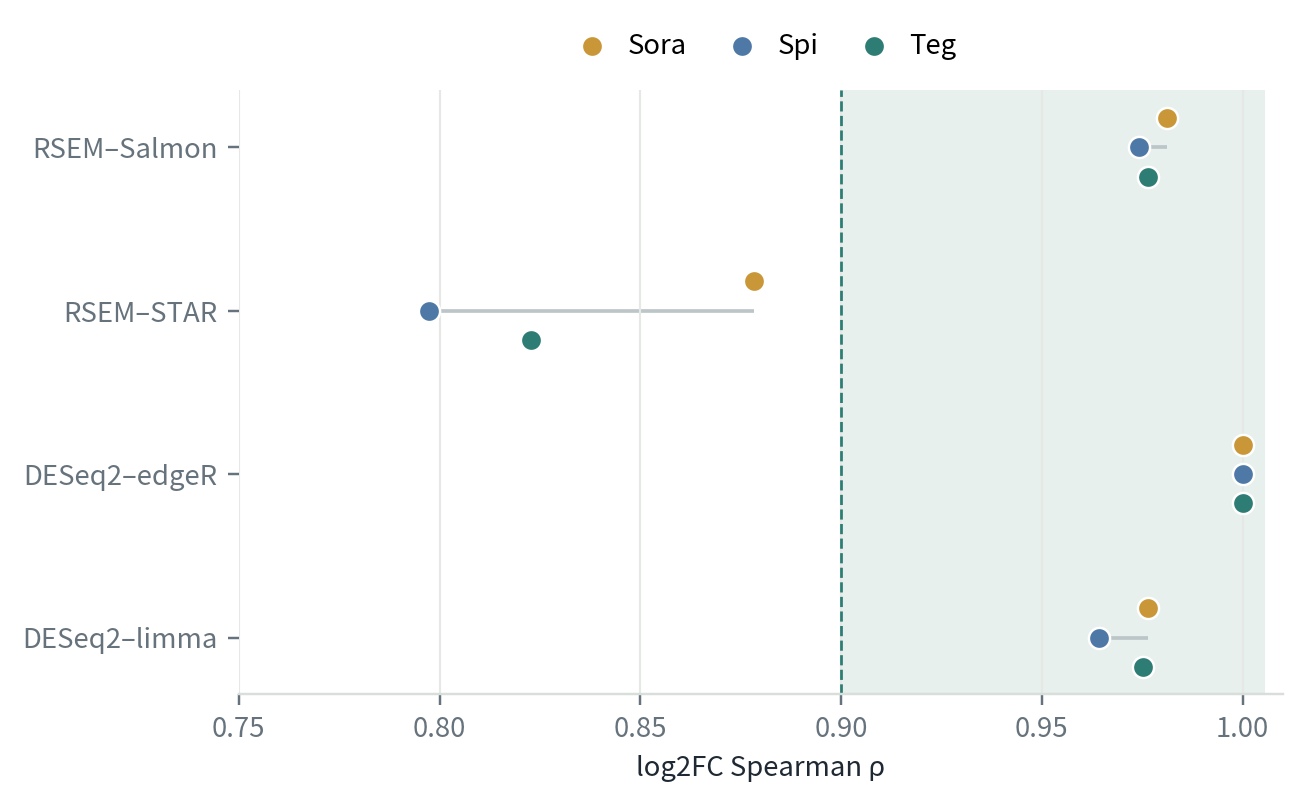 Sora Spi Teg
RSEM–Salmon
RSEM–STAR
DESeq2–edgeR
DESeq2–limma
0.75 0.80 0.85 0.90 0.95 1.00
log2FC Spearman ρ